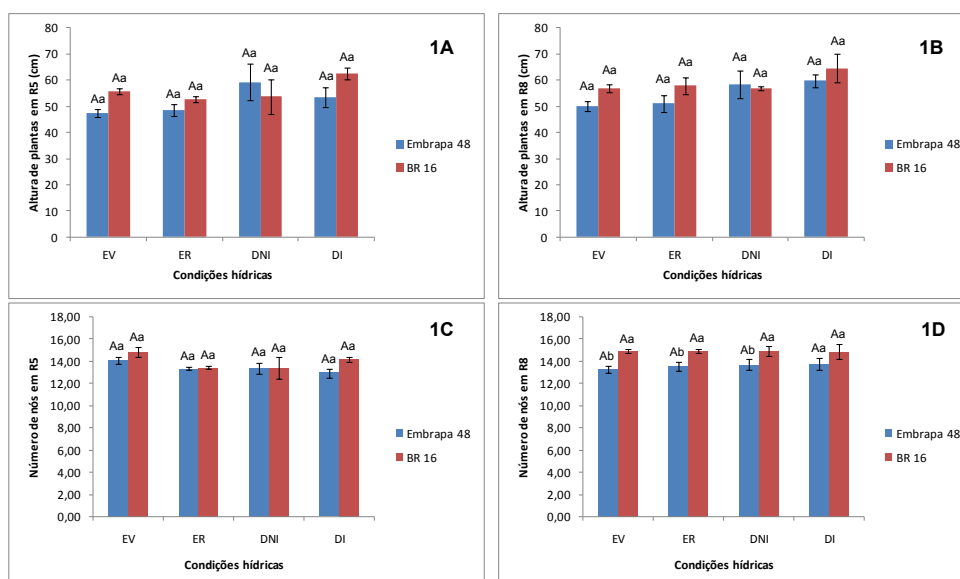 1A
Altura de plantas em R5 (cm)
80
70
60
50
40
30
20
10
0
Aa Aa Aa Aa Aa Aa Aa Aa
EV ER DNI DI
Condições hídricas
Embrapa 48
BR 16
1B
Altura de plantas em R8 (cm)
80
70
60
50
40
30
20
10
0
Aa Aa Aa Aa Aa Aa Aa Aa
EV ER DNI DI
Condições hídricas
Embrapa 48
BR 16
1C
Número de nós em R5
18,00
16,00
14,00
12,00
10,00
8,00
6,00
4,00
2,00
0,00
Aa Aa Aa Aa Aa Aa Aa Aa
EV ER DNI DI
Condições hídricas
Embrapa 48
BR 16
1D
Número de nós em R8
18,00
16,00
14,00
12,00
10,00
8,00
6,00
4,00
2,00
0,00
Ab Aa Ab Aa Ab Aa Aa Aa
EV ER DNI DI
Condições hídricas
Embrapa 48
BR 16